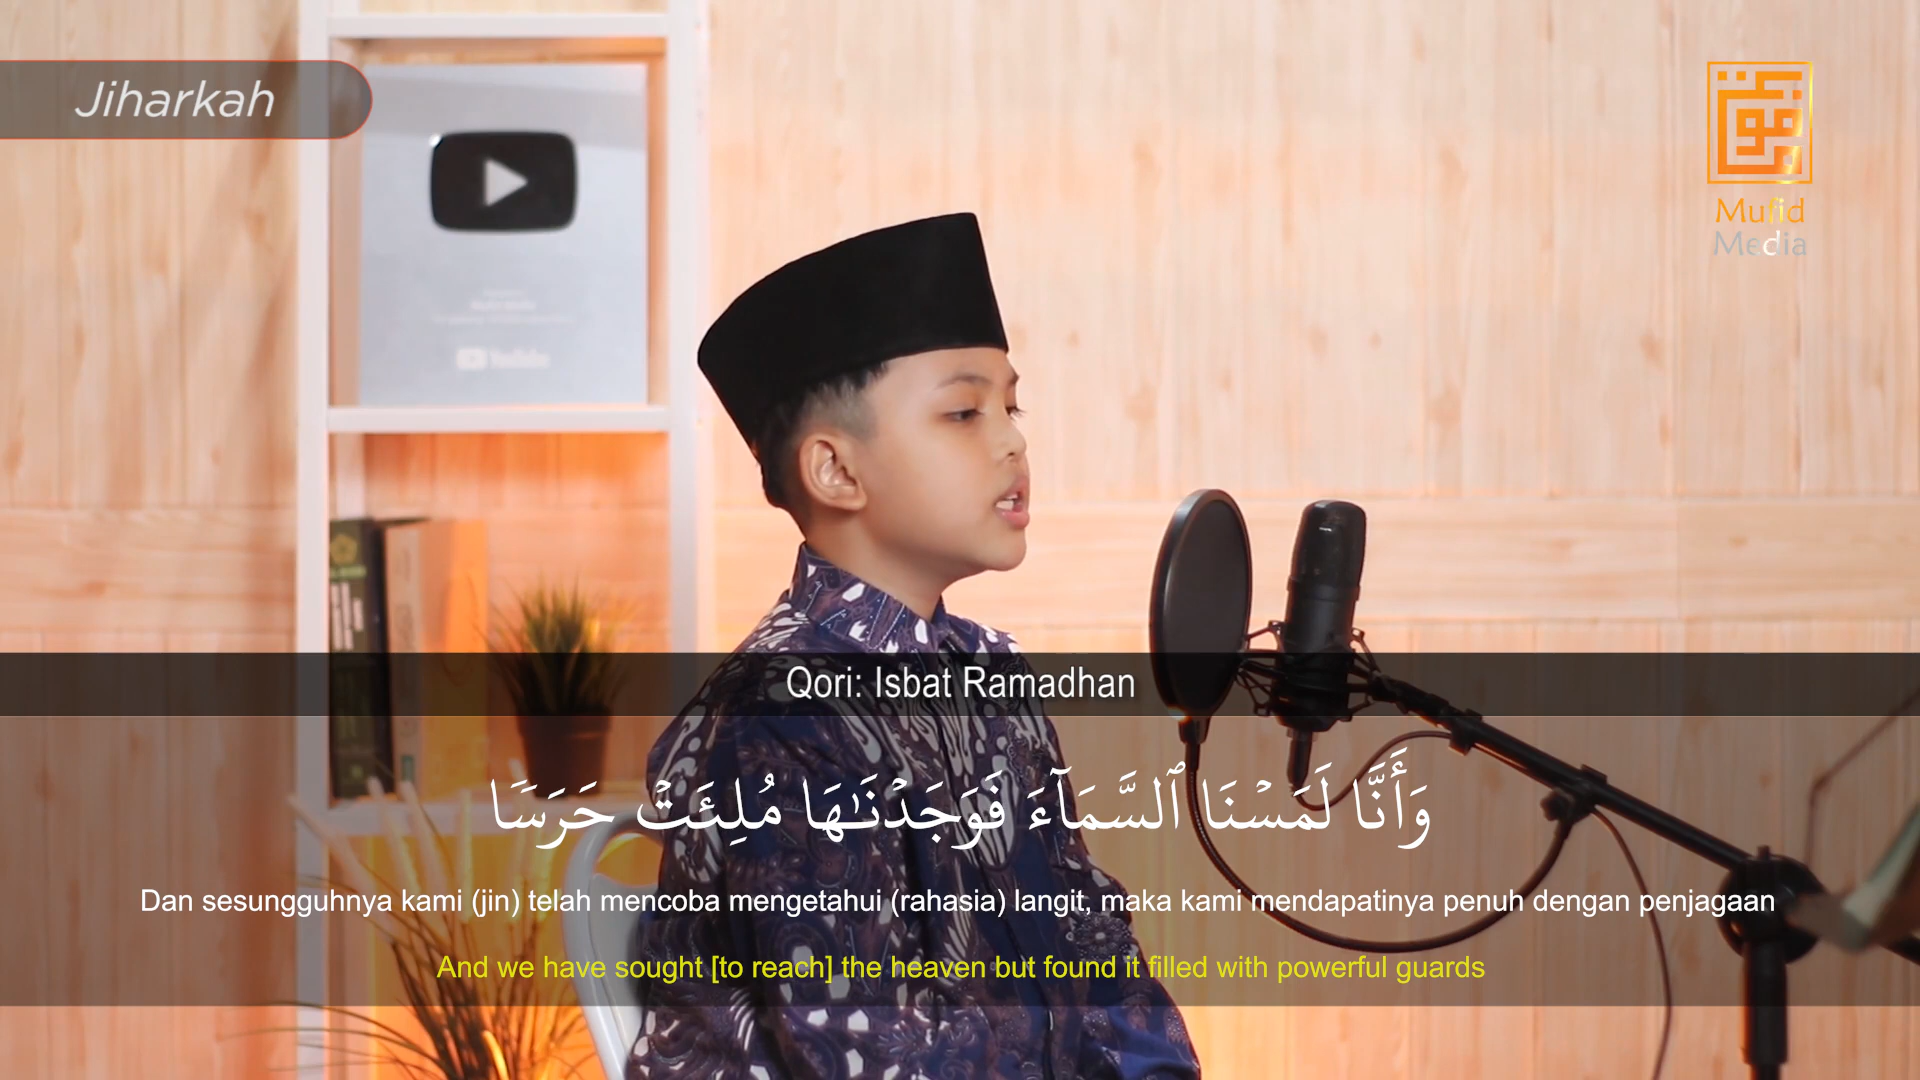 Jiharkah
Mufid
Media
YouTube
Qori: Isbat Ramadhan
وَأَنَّا لَمَسْنَا ٱلسَّمَآءَ فَوَجَدْنَٰهَا مُلِئَتْ حَرَسًا
Dan sesungguhnya kami (jin) telah mencoba mengetahui (rahasia) langit, maka kami mendapatinya penuh dengan penjagaan
And we have sought [to reach] the heaven but found it filled with powerful guards